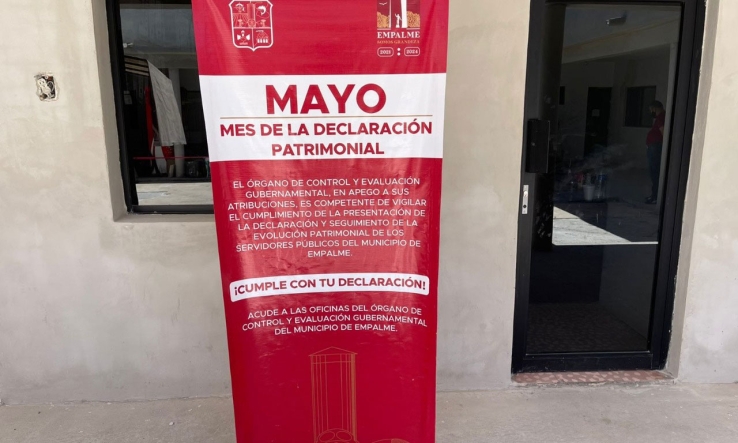 EMPALME
SOMOS GRANDEZA
MAYO
MES DE LA DECLARACIÓN
PATRIMONIAL
EL ÓRGANO DE CONTROL Y EVALUACIÓN
GUBERNAMENTAL, EN APEGO A SUS
ATRIBUCIONES, ES COMPETENTE DE VIGILAR
EL CUMPLIMIENTO DE LA PRESENTACIÓN DE
LA DECLARACIÓN Y SEGUIMIENTO DE LA
EVOLUCIÓN PATRIMONIAL DE LOS
SERVIDORES PÚBLICOS DEL MUNICIPIO DE
EMPALME.
¡CUMPLE CON TU DECLARACIÓN!
ACUDE A LAS OFICINAS DEL ÓRGANO DE
CONTROL Y EVALUACIÓN GUBERNAMENTAL
DEL MUNICIPIO DE EMPALME.